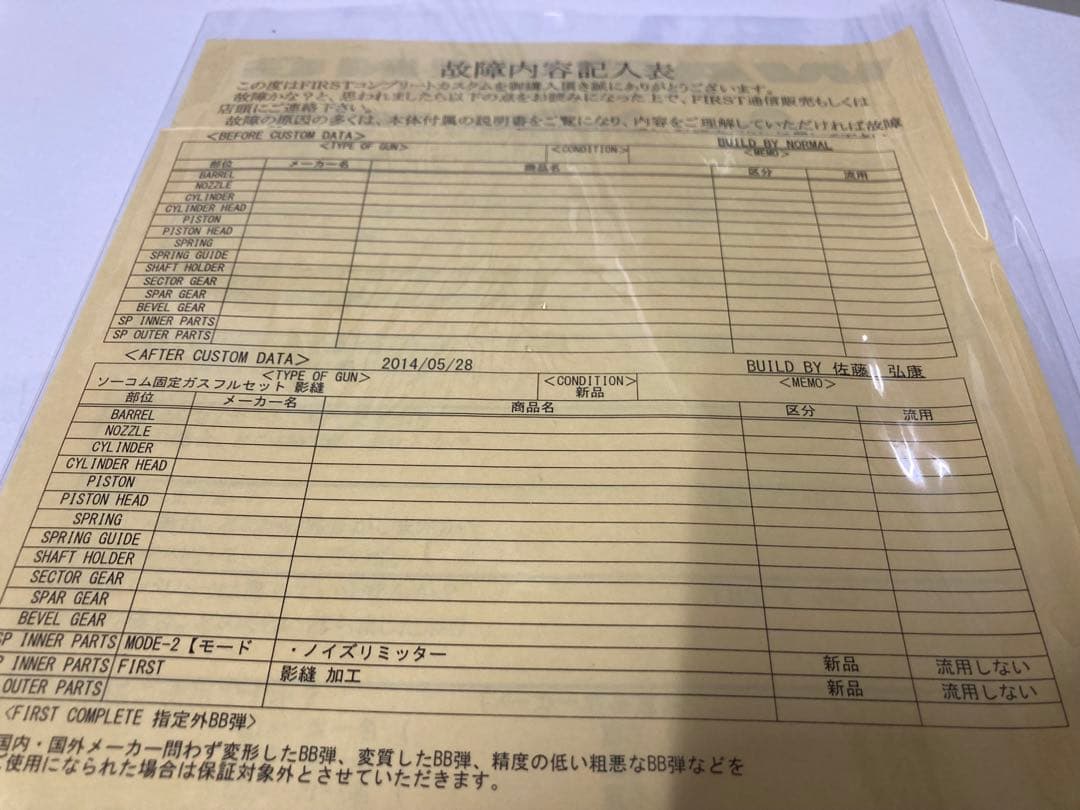 故障内容記入表
この度はFIRSTコンプリートカスタムを御購入頂き誠にありがとうございます。
故障かな?と、思われましたら以下の点をお読みになった上で、FIRST通信販売もしくは
店頭にご連絡下さい。
故障の原因の多くは、本体付属の説明書をご覧になり、内容をご理解していただければ故障
<BEFORE CUSTOM DATA> BUILD BY NORMAL
<TYPE OF GUN> <CONDITION> <MEMO>
部位 メーカー名 商品名 区分 流用
BARREL
NOZZLE
CYLINDER
CYLINDER HEAD
PISTON
PISTON HEAD
SPRING
SPRING GUIDE
SHAFT HOLDER
SECTOR GEAR
SPAR GEAR
BEVEL GEAR
SP INNER PARTS
SP OUTER PARTS
<AFTER CUSTOM DATA> 2014/05/28 BUILD BY 佐藤 弘康
<TYPE OF GUN> <CONDITION> <MEMO>
ソーコム固定ガスフルセット 影縫 新品
部位 メーカー名 商品名 区分 流用
BARREL
NOZZLE
CYLINDER
CYLINDER HEAD
PISTON
PISTON HEAD
SPRING
SPRING GUIDE
SHAFT HOLDER
SECTOR GEAR
SPAR GEAR
BEVEL GEAR
SP INNER PARTS MODE-2【モード ・ノイズリミッター 新品 流用しない
P INNER PARTS FIRST 影縫 加工 新品 流用しない
OUTER PARTS
<FIRST COMPLETE 指定外BB弾>
国内・国外メーカー問わず変形したBB弾、変質したBB弾、精度の低い粗悪なBB弾などを
ご使用になられた場合は保証対象外とさせていただきます。